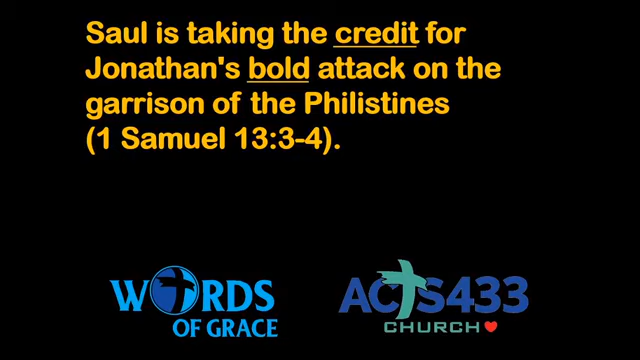 Saul is taking the credit for
Jonathan's bold attack on the
garrison of the Philistines
(1 Samuel 13:3-4).
WORDS
OF GRACE
ACTS433
CHURCH